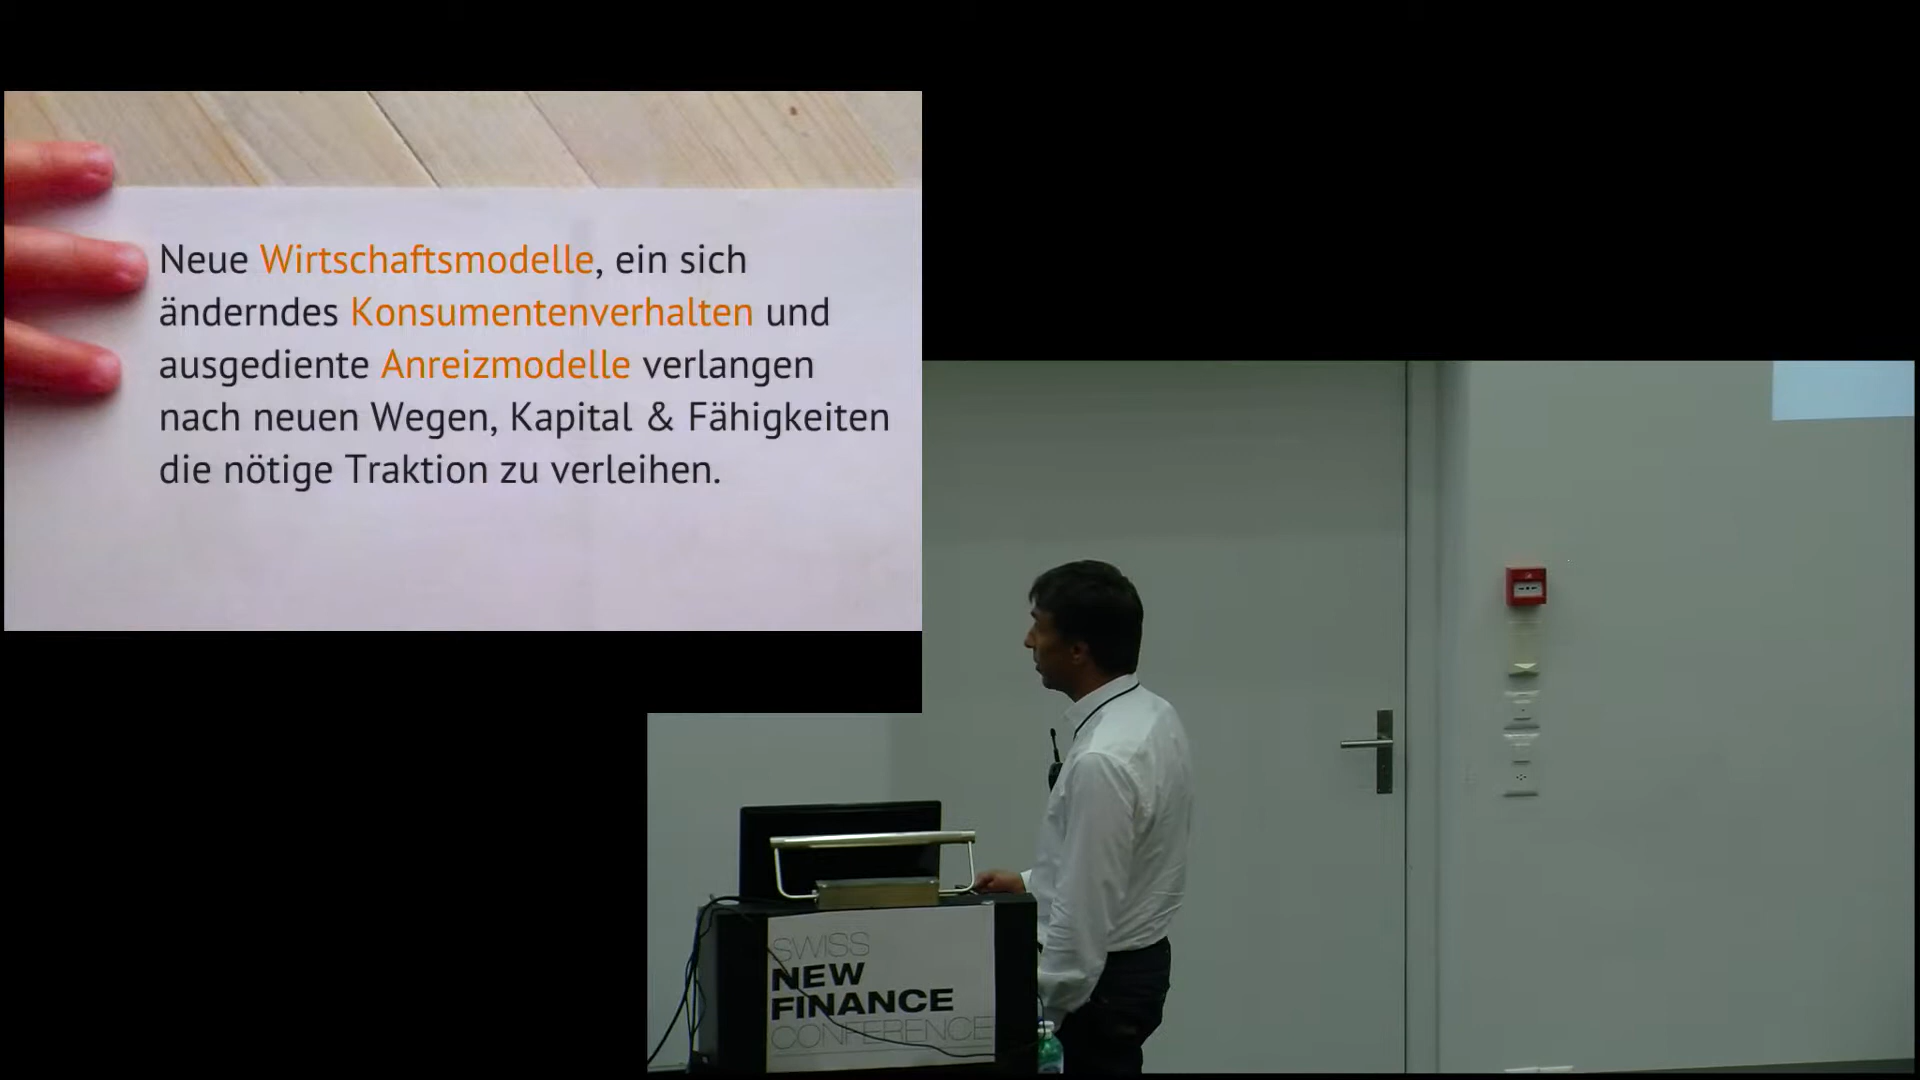 Neue Wirtschaftsmodelle, ein sich
änderndes Konsumentenverhalten und
ausgediente Anreizmodelle verlangen
nach neuen Wegen, Kapital & Fähigkeiten
die nötige Traktion zu verleihen.
SWISS
NEW
FINANCE
CONFERENCE